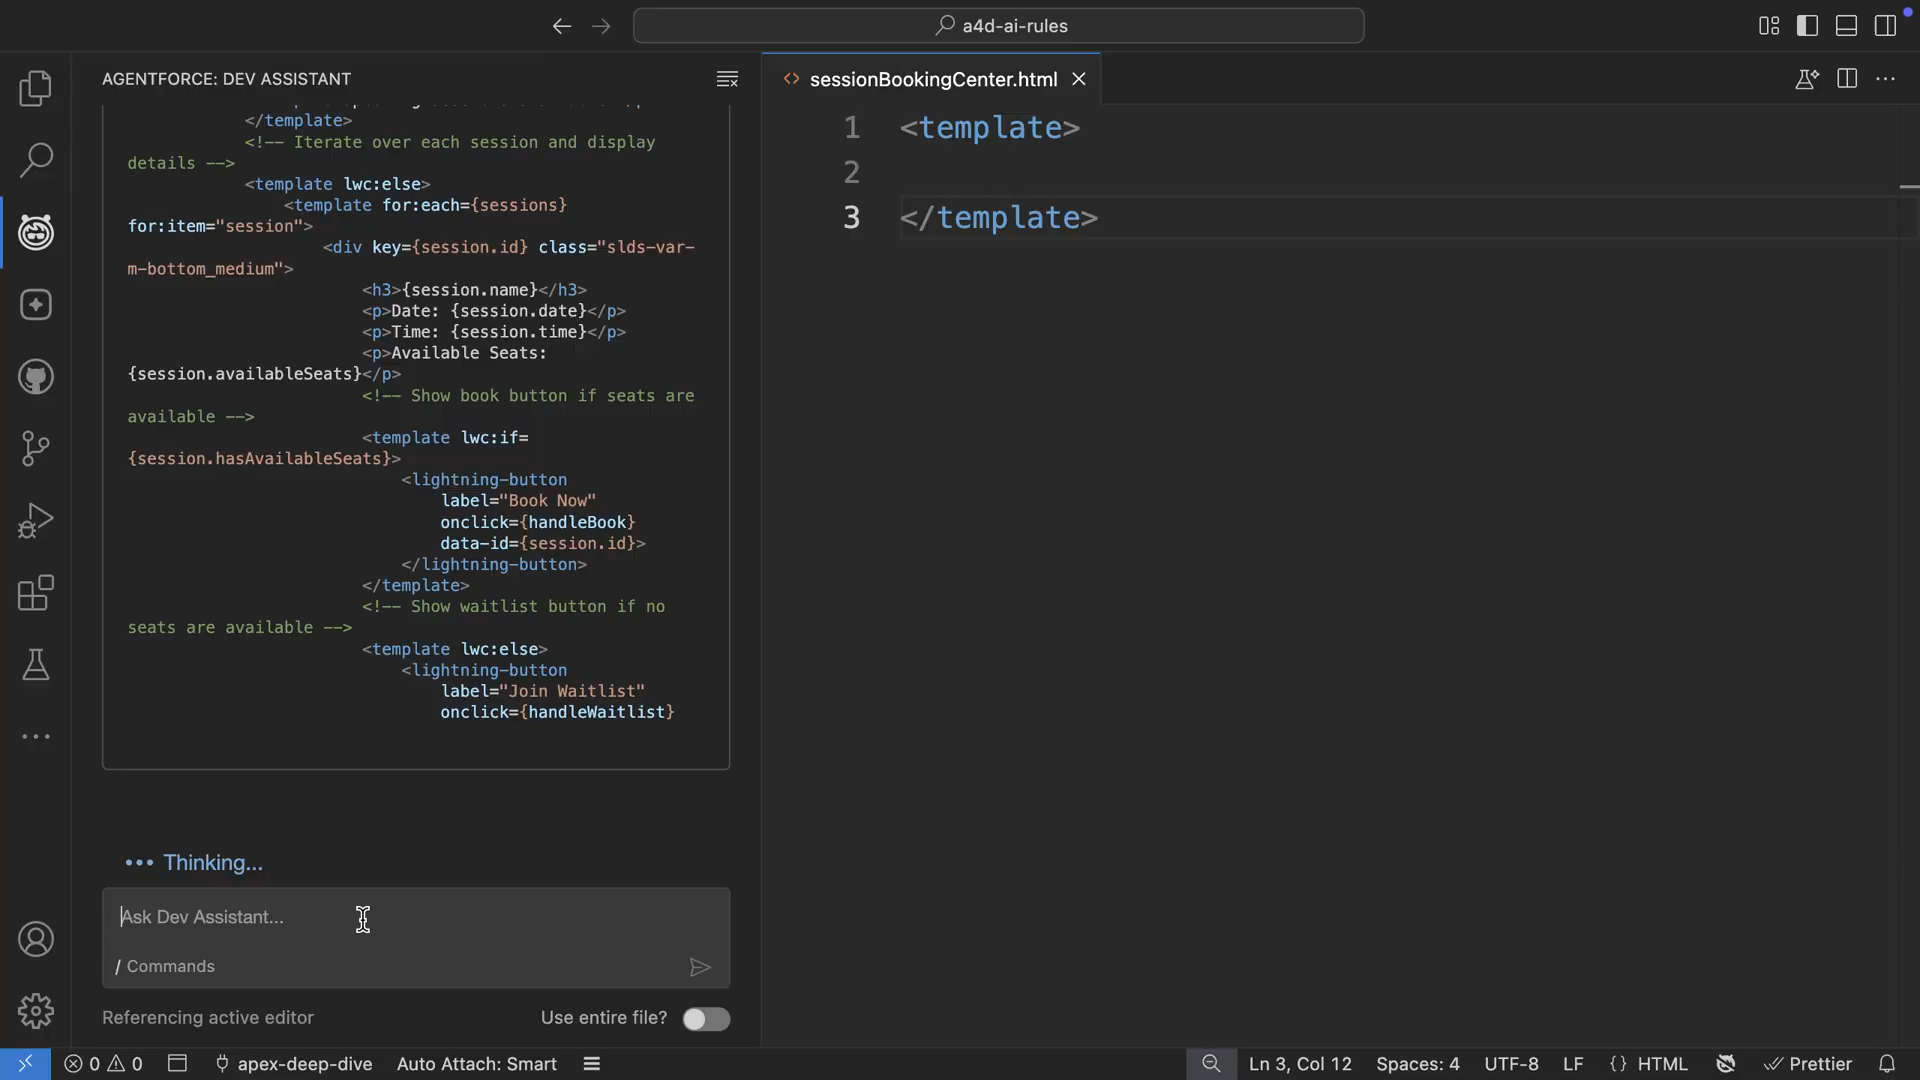 a4d-ai-rules
AGENTFORCE: DEV ASSISTANT
</template>
<!-- Iterate over each session and display
details -->
<template lwc:else>
<template for:each={sessions}
for:item="session">
<div key={session.id} class="slds-var-
m-bottom_medium">
<h3>{session.name}</h3>
<p>Date: {session.date}</p>
<p>Time: {session.time}</p>
<p>Available Seats:
{session.availableSeats}</p>
<!-- Show book button if seats are
available -->
<template lwc:if=
{session.hasAvailableSeats}>
<lightning-button
label="Book Now"
onclick={handleBook}
data-id={session.id}>
</lightning-button>
</template>
<!-- Show waitlist button if no
seats are available -->
<template lwc:else>
<lightning-button
label="Join Waitlist"
onclick={handleWaitlist}
••• Thinking...
Ask Dev Assistant...
/ Commands
Referencing active editor
Use entire file?
sessionBookingCenter.html
1 <template>
2
3 </template>
0 0
apex-deep-dive
Auto Attach: Smart
Ln 3, Col 12
Spaces: 4
UTF-8
LF
{} HTML
Prettier